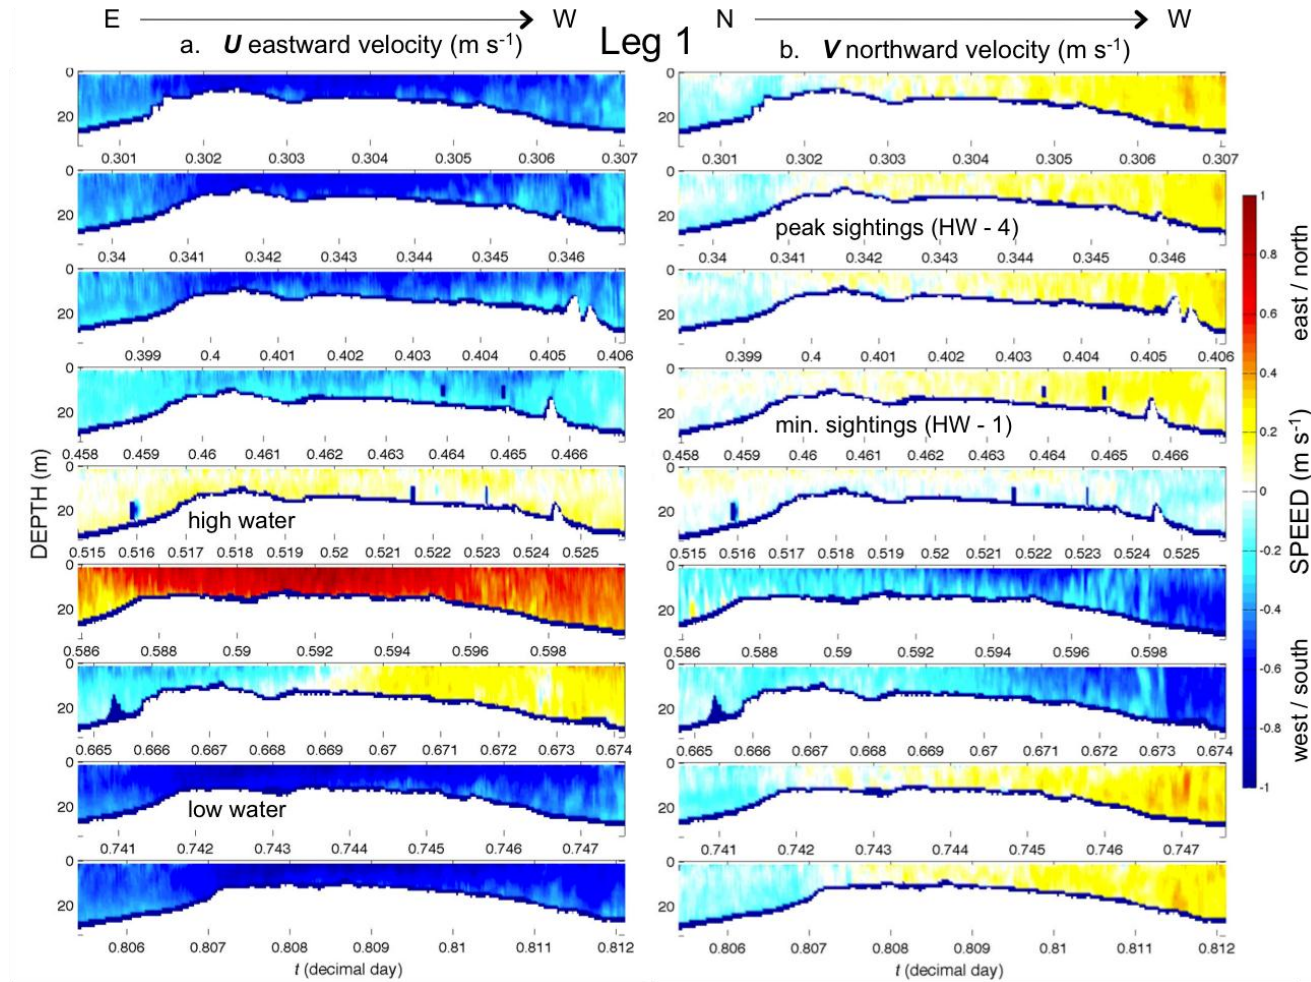 E W Leg 1 N W
a. U eastward velocity (m s-1) b. V northward velocity (m s-1)
0 20
0.301 0.302 0.303 0.304 0.305 0.306 0.307
0.301 0.302 0.303 0.304 0.305 0.306 0.307
0 20
0.34 0.341 0.342 0.343 0.344 0.345 0.346
peak sightings (HW - 4)
0.34 0.341 0.342 0.343 0.344 0.345 0.346
0 20
0.399 0.4 0.401 0.402 0.403 0.404 0.405 0.406
0.399 0.4 0.401 0.402 0.403 0.404 0.405 0.406
0 20
0.458 0.459 0.46 0.461 0.462 0.463 0.464 0.465 0.466
min. sightings (HW - 1)
0.458 0.459 0.46 0.461 0.462 0.463 0.464 0.465 0.466
0 20
high water
0.515 0.516 0.517 0.518 0.519 0.52 0.521 0.522 0.523 0.524 0.525
0.515 0.516 0.517 0.518 0.519 0.52 0.521 0.522 0.523 0.524 0.525
0 20
0.586 0.588 0.59 0.592 0.594 0.596 0.598
0.586 0.588 0.59 0.592 0.594 0.596 0.598
0 20
0.665 0.666 0.667 0.668 0.669 0.67 0.671 0.672 0.673 0.674
0.665 0.666 0.667 0.668 0.669 0.67 0.671 0.672 0.673 0.674
0 20
low water
0.741 0.742 0.743 0.744 0.745 0.746 0.747
0.741 0.742 0.743 0.744 0.745 0.746 0.747
0 20
0.806 0.807 0.808 0.809 0.81 0.811 0.812
0.806 0.807 0.808 0.809 0.81 0.811 0.812
t (decimal day) t (decimal day)
DEPTH (m)
1
0.8
0.6
0.4
0.2
0
-0.2
-0.4
-0.6
-0.8
-1
west / south SPEED (m s-1) east / north